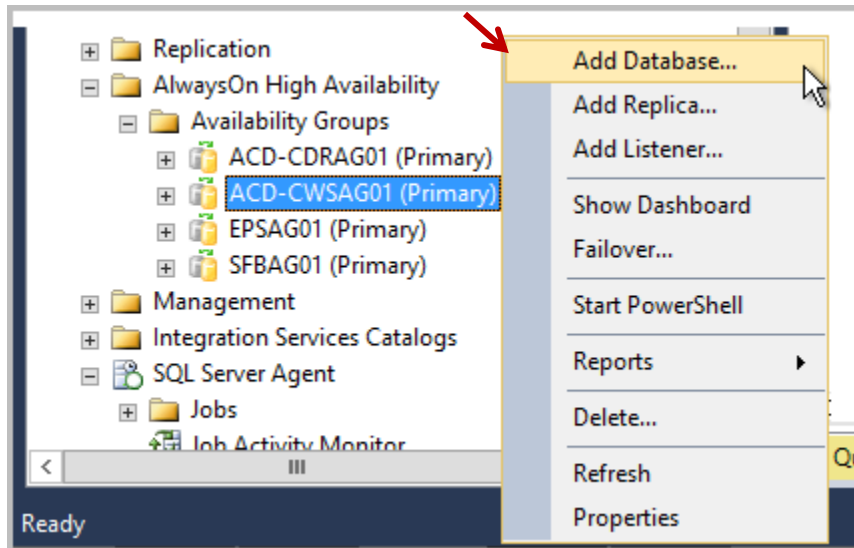 Replication
AlwaysOn High Availability
Availability Groups
ACD-CDRAG01 (Primary)
ACD-CWSAG01 (Primary)
EPSAG01 (Primary)
SFBAG01 (Primary)
Management
Integration Services Catalogs
SQL Server Agent
Jobs
Job Activity Monitor
Ready
Add Database...
Add Replica...
Add Listener...
Show Dashboard
Failover...
Start PowerShell
Reports
Delete...
Refresh
Properties